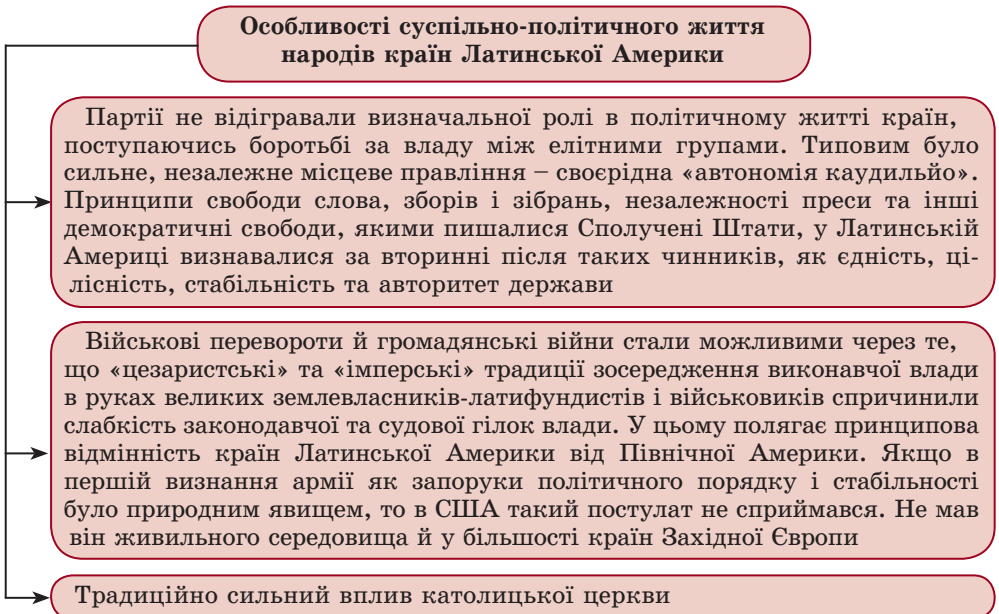 Особливості суспільно-політичного життя
народів країн Латинської Америки
Партії не відігравали визначальної ролі в політичному житті країн,
поступаючись боротьбі за владу між елітними групами. Типовим було
сильне, незалежне місцеве правління – своєрідна «автономія каудильйо».
Принципи свободи слова, зборів і зібрань, незалежності преси та інші
демократичні свободи, якими пишалися Сполучені Штати, у Латинській
Америці визнавалися за вторинні після таких чинників, як єдність, ці-
лісність, стабільність та авторитет держави
Військові перевороти й громадянські війни стали можливими через те,
що «цезаристські» та «імперські» традиції зосередження виконавчої влади
в руках великих землевласників-латифундистів і військовиків спричинили
слабкість законодавчої та судової гілок влади. У цьому полягає принципова
відмінність країн Латинської Америки від Північної Америки. Якщо в
першій визнання армії як запоруки політичного порядку і стабільності
було природним явищем, то в США такий постулат не сприймався. Не мав
він живильного середовища й у більшості країн Західної Європи
Традиційно сильний вплив католицької церкви